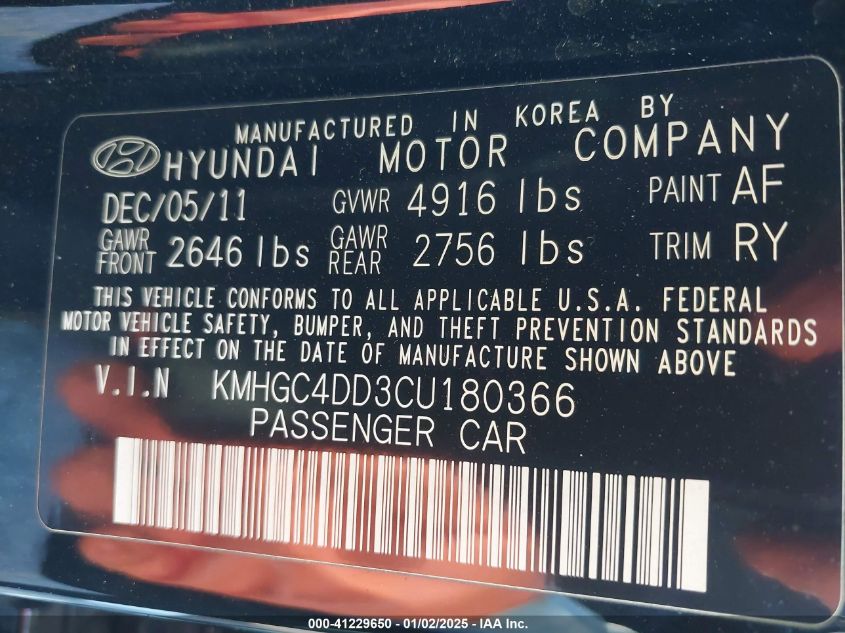 MANUFACTURED IN KOREA BY
HYUNDAI MOTOR COMPANY
DEC/05/11 GVWR 4916 lbs PAINT AF
GAWR FRONT 2646 lbs GAWR REAR 2756 lbs TRIM RY
THIS VEHICLE CONFORMS TO ALL APPLICABLE U.S.A. FEDERAL
MOTOR VEHICLE SAFETY, BUMPER, AND THEFT PREVENTION STANDARDS
IN EFFECT ON THE DATE OF MANUFACTURE SHOWN ABOVE
V.I.N KMHGC4DD3CU180366
PASSENGER CAR
000-41229650 - 01/02/2025 - IAA Inc.